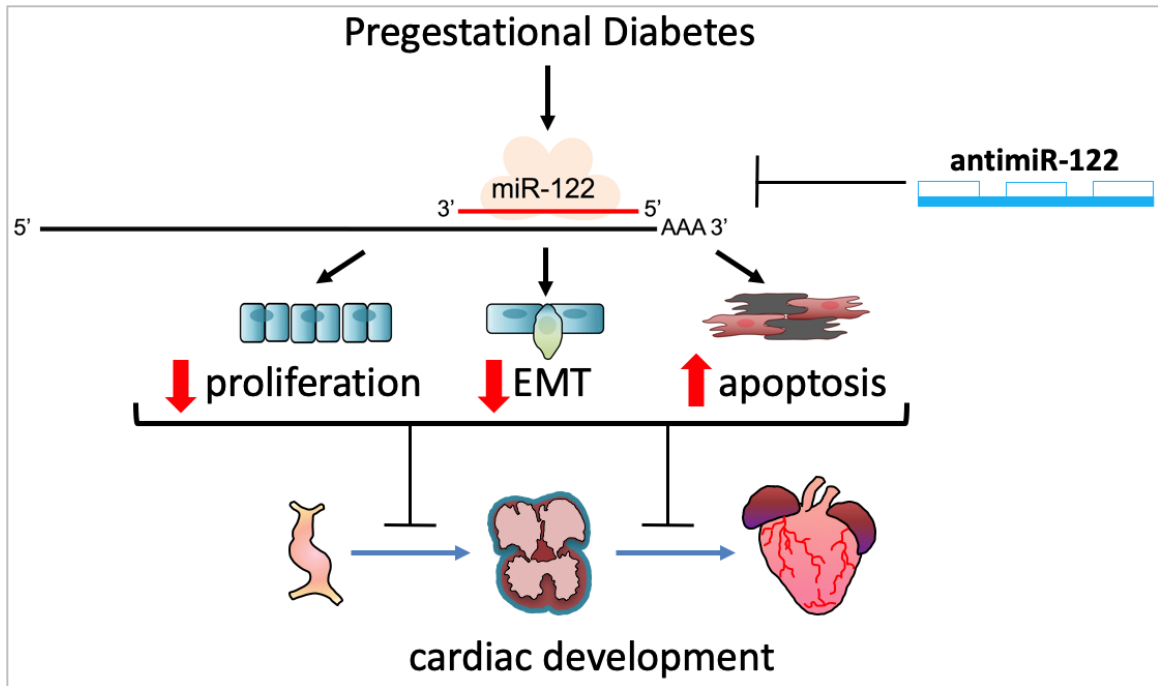 Pregestational Diabetes
antimiR-122
miR-122
3’ 5’
5’ AAA 3’
proliferation EMT apoptosis
cardiac development